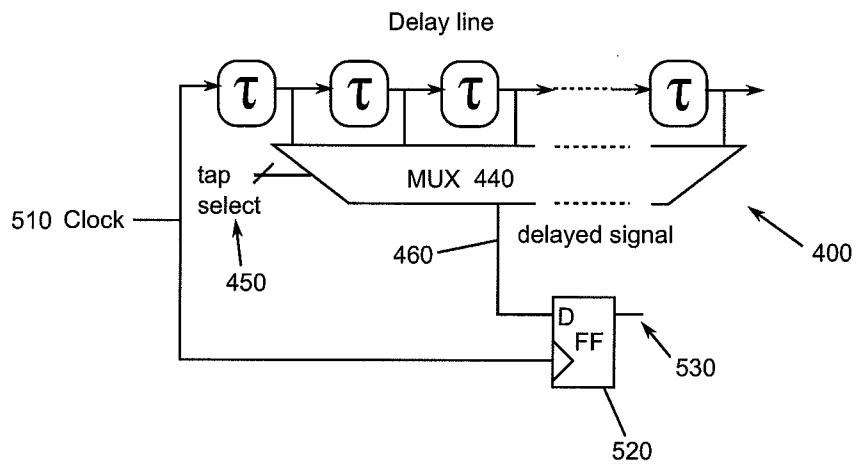 Delay line
τ τ τ τ
tap
select
MUX 440
510 Clock
450
460
delayed signal
400
D
FF
530
520